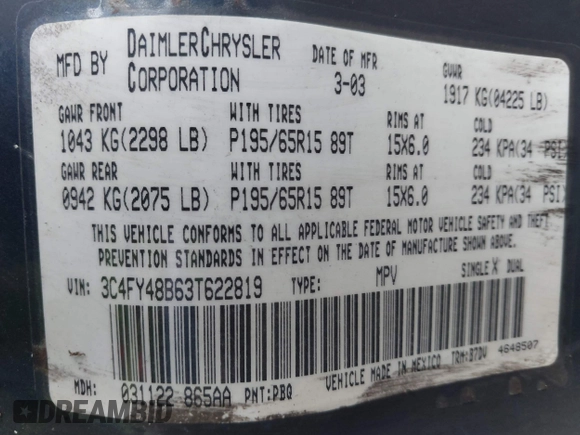 MFD BY DAIMLERCHRYSLER CORPORATION DATE OF MFR 3-03 GVWR 1917 KG(04225 LB)
GAWR FRONT WITH TIRES RIMS AT COLD
1043 KG(2298 LB) P195/65R15 89T 15X6.0 234 KPA(34 PSI)
GAWR REAR WITH TIRES RIMS AT COLD
0942 KG(2075 LB) P195/65R15 89T 15X6.0 234 KPA(34 PSI)
THIS VEHICLE CONFORMS TO ALL APPLICABLE FEDERAL MOTOR VEHICLE SAFETY AND THEFT
PREVENTION STANDARDS IN EFFECT ON THE DATE OF MANUFACTURE SHOWN ABOVE.
VIN: 3C4FY48B63T622819 TYPE: MPV SINGLE X DUAL
MDH: 031122 865AA PNT:PBQ VEHICLE MADE IN MEXICO TRM:B7DV 4648507
DREAMBID